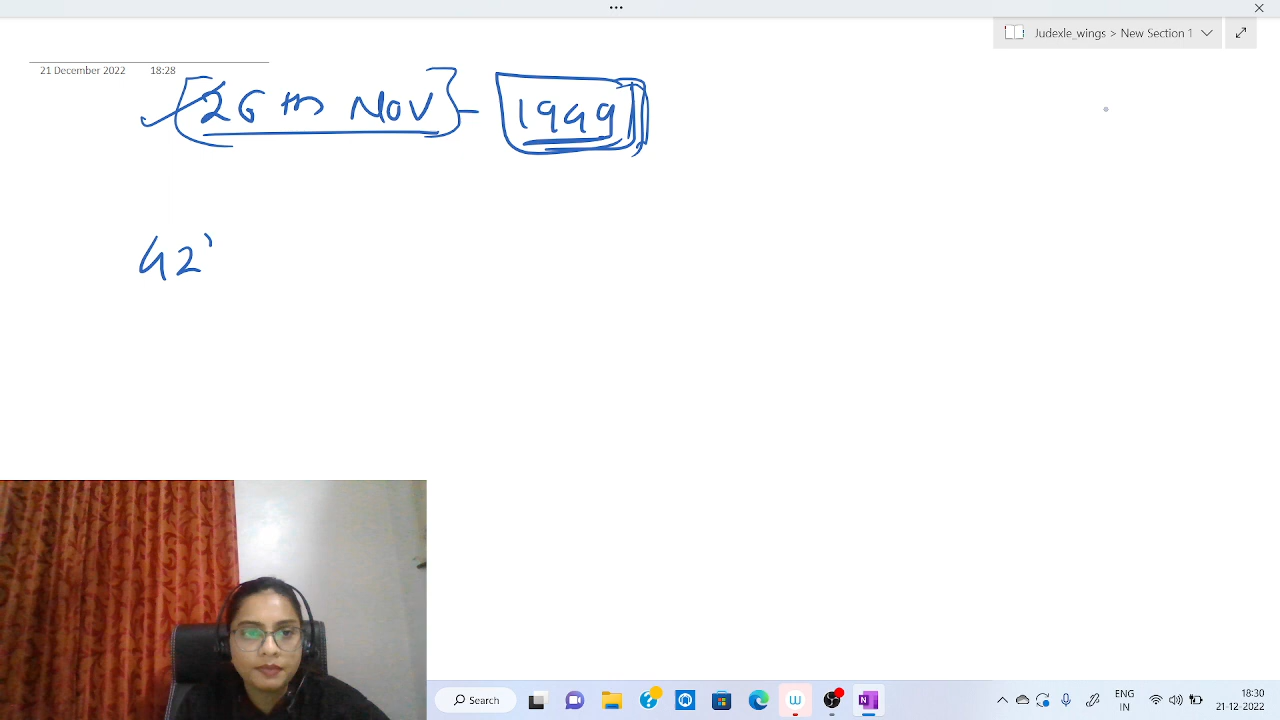 Judexle_wings > New Section 1
21 December 2022 18:28
26th Nov - 1949
42
Search
IN
18:30
21-12-2022